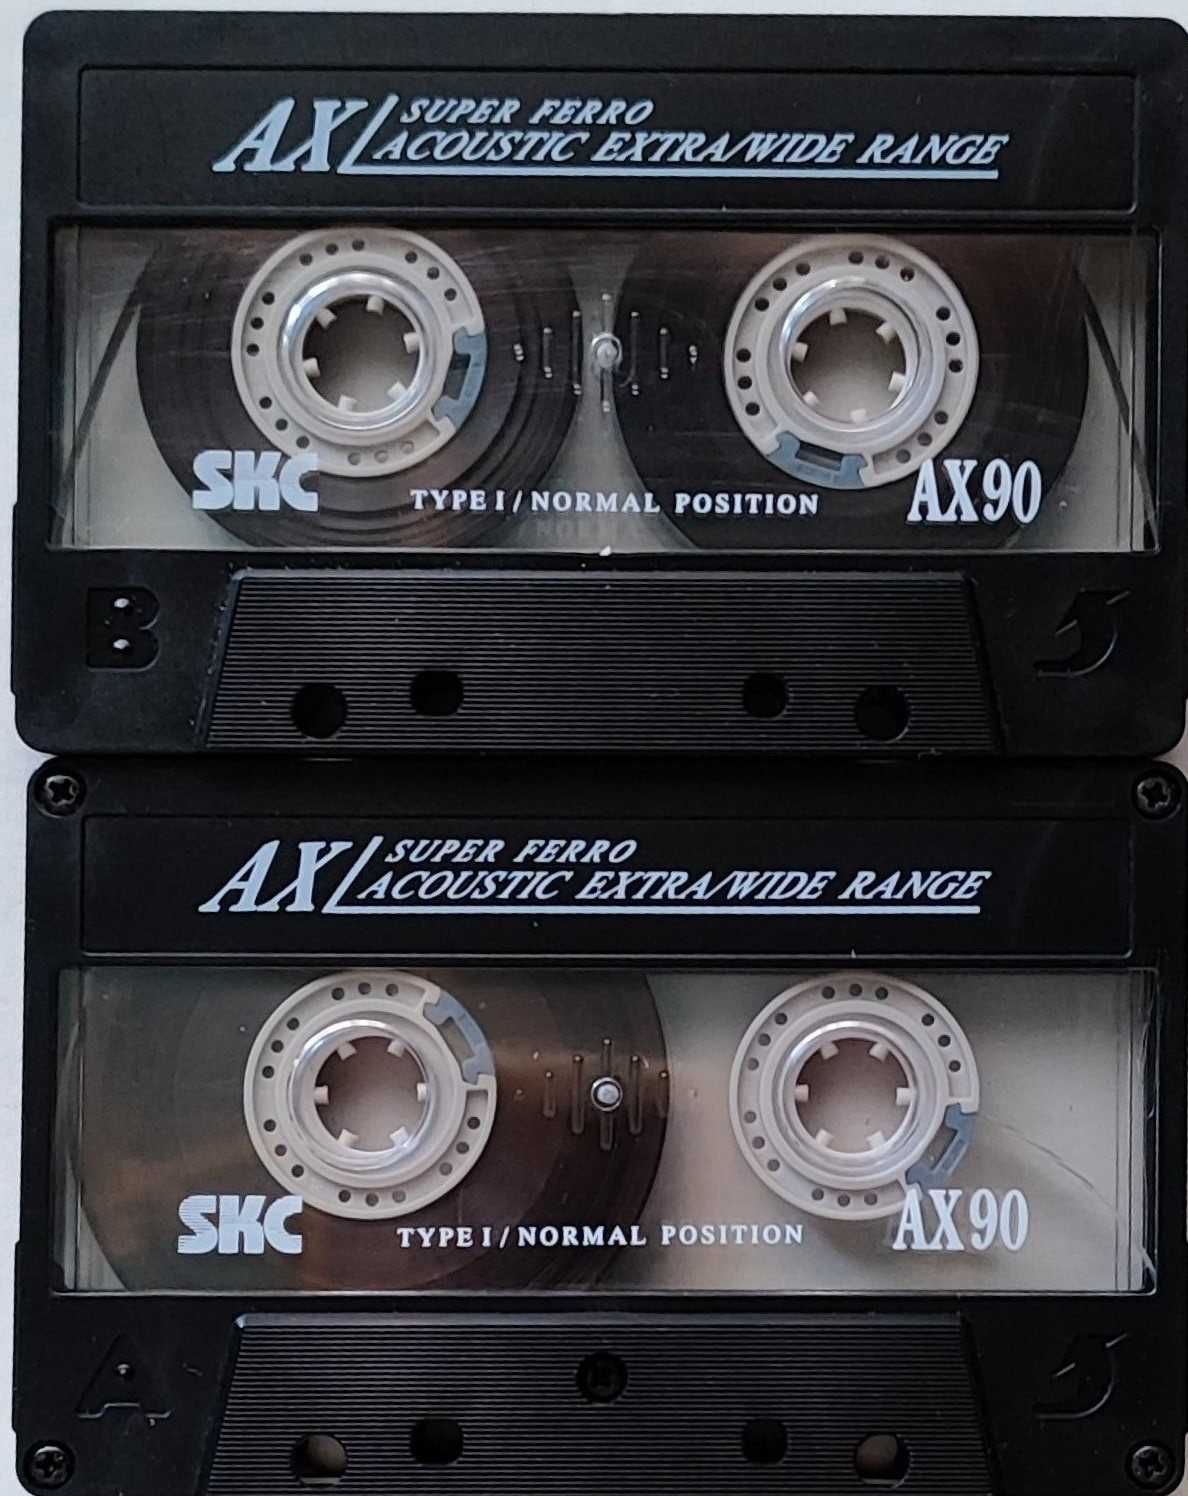 AX SUPER FERRO
ACOUSTIC EXTRA/WIDE RANGE
SKC TYPE I / NORMAL POSITION AX90
B
AX SUPER FERRO
ACOUSTIC EXTRA/WIDE RANGE
SKC TYPE I / NORMAL POSITION AX90
A